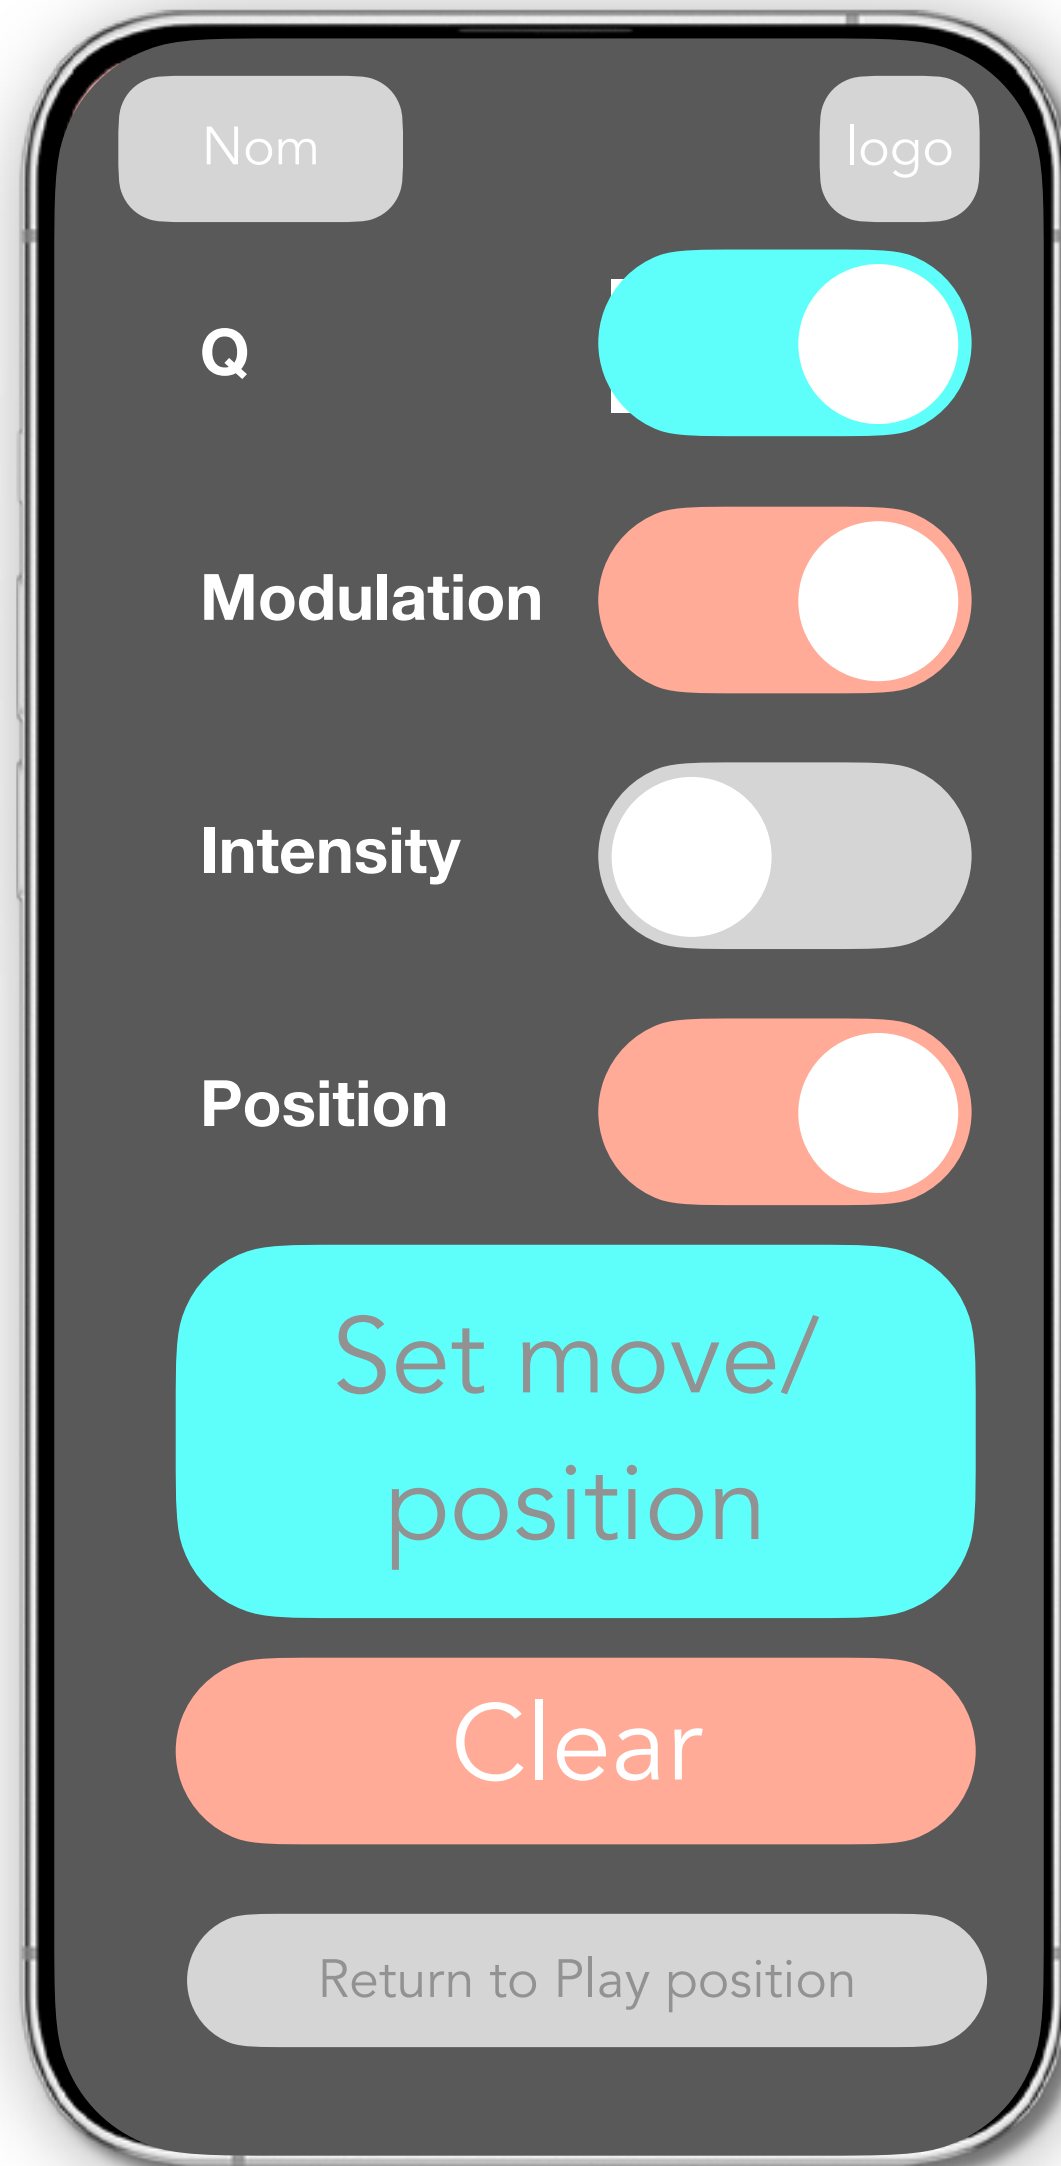 Nom
logo
Q
Modulation
Intensity
Position
Set move/
position
Clear
Return to Play position